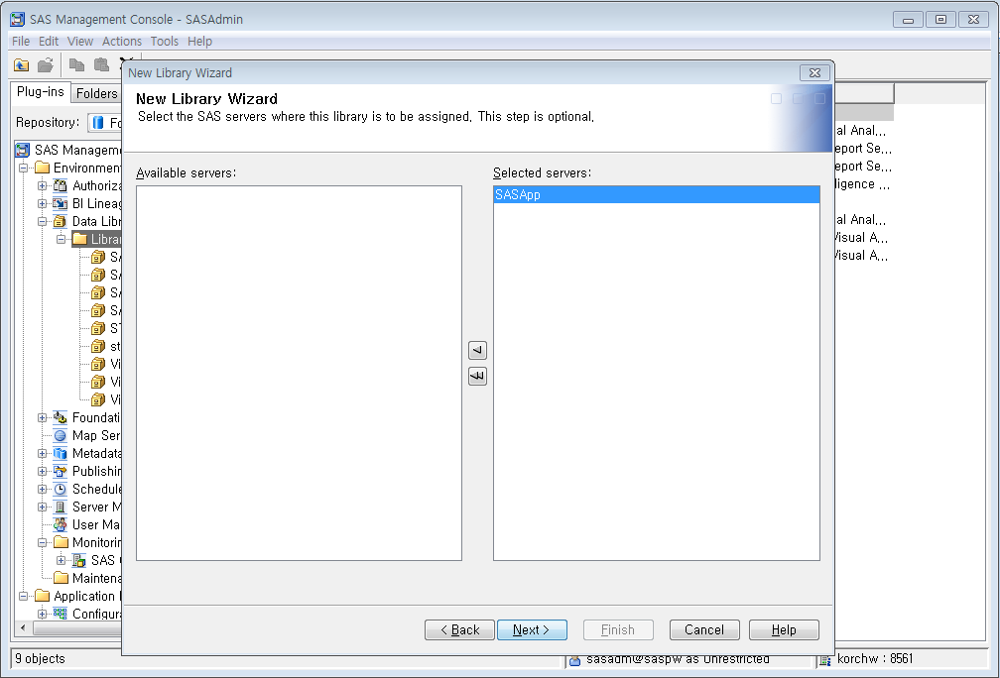 SAS Management Console - SASAdmin
File Edit View Actions Tools Help
New Library Wizard
New Library Wizard
Select the SAS servers where this library is to be assigned. This step is optional.
Plug-ins Folders
Repository: Fo
SAS Manageme
Environmen
Authoriza
BI Lineag
Data Libr
Librar
SA
SA
SA
SA
ST
st
Vi
Vi
Vi
Foundati
Map Ser
Metadata
Publishin
Schedule
Server M
User Ma
Monitorin
SAS
Maintena
Application
Configura
Available servers:
Selected servers:
SASApp
al Anal...
eport Se...
eport Se...
lligence ...
al Anal...
Visual A...
Visual A...
< Back Next > Finish Cancel Help
9 objects sasadm@saspw as Unrestricted korchw : 8561